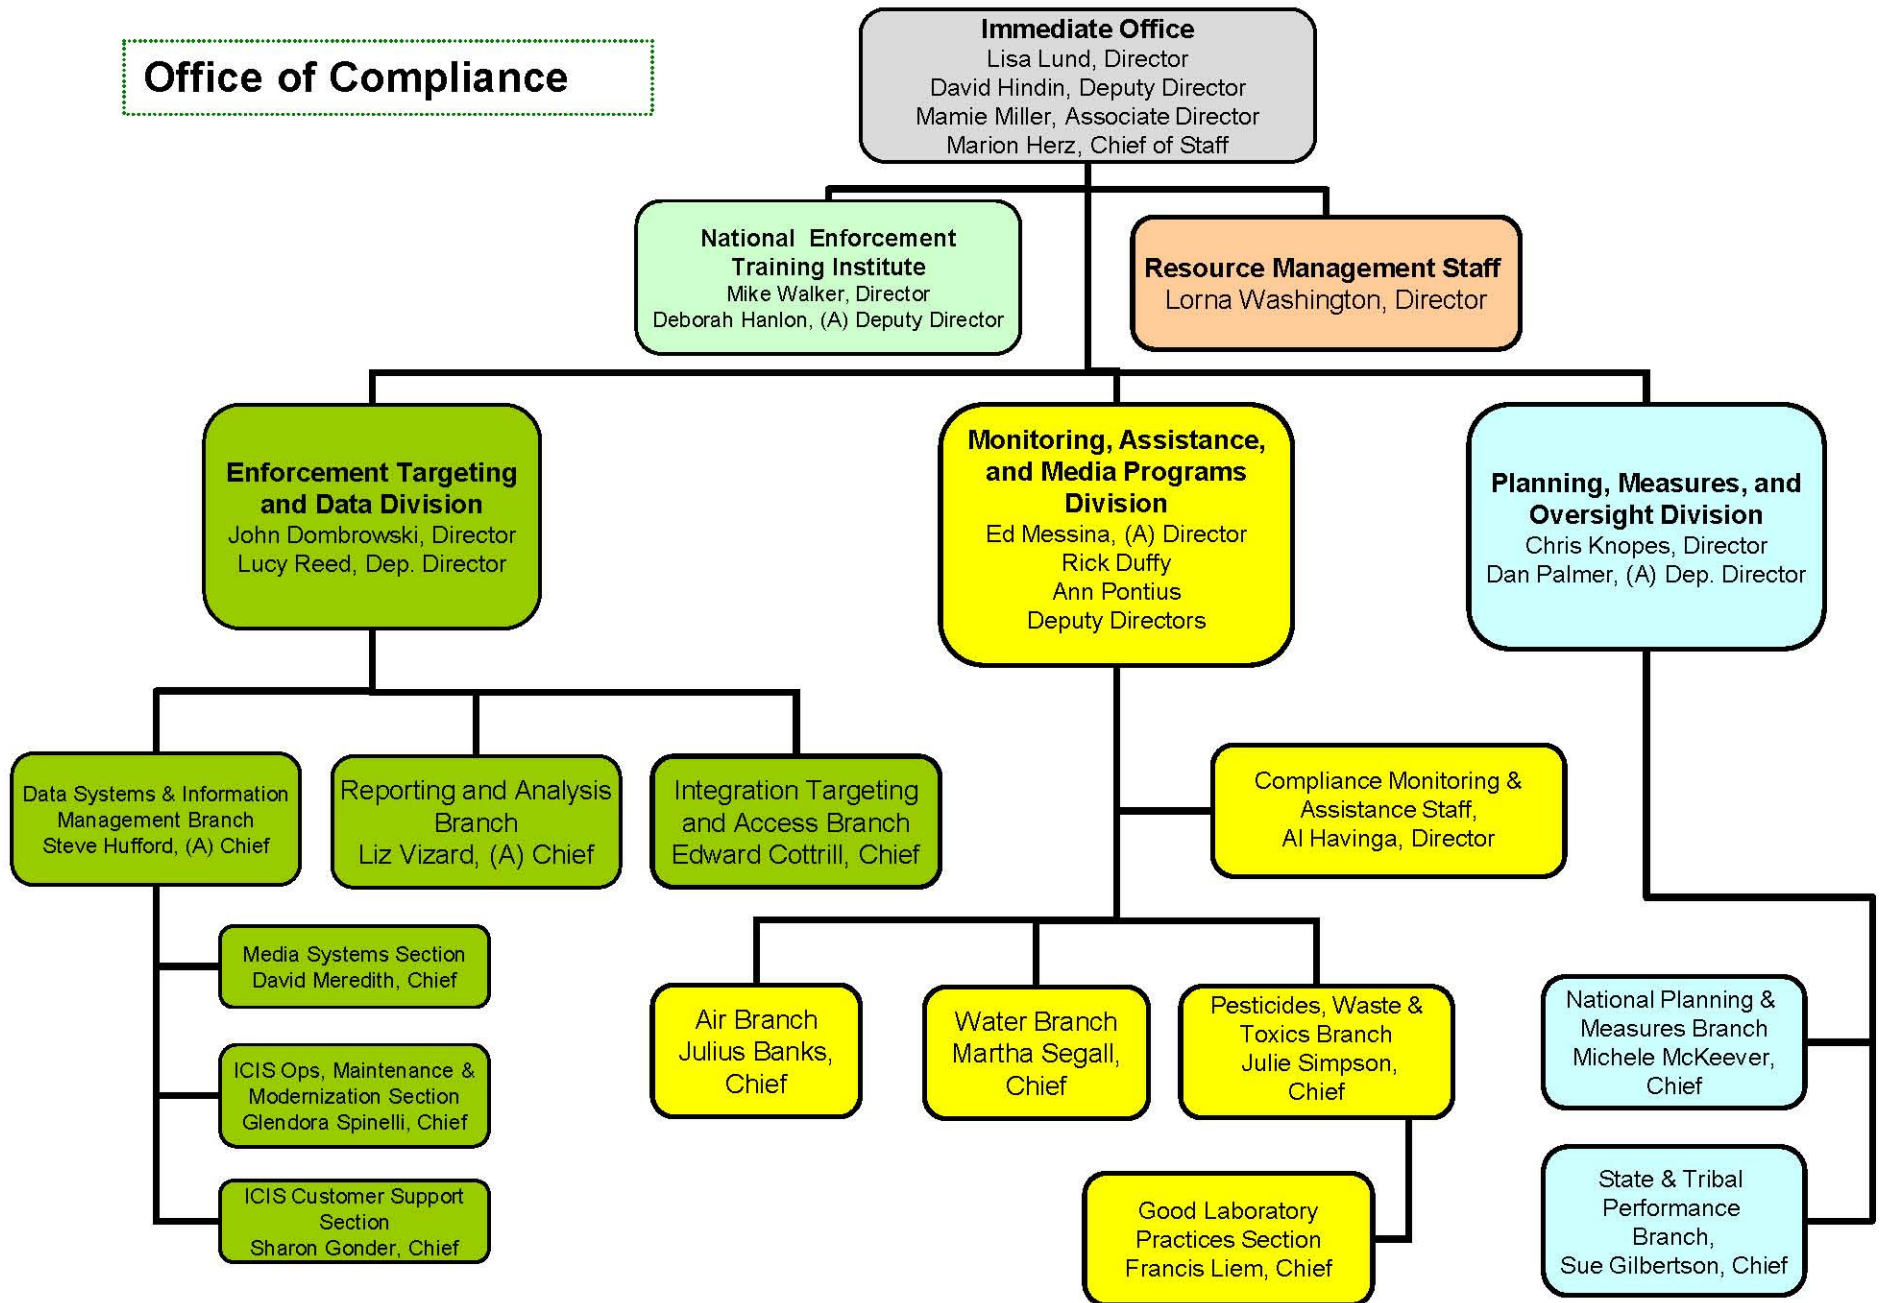 Office of Compliance
Immediate Office
Lisa Lund, Director
David Hindin, Deputy Director
Mamie Miller, Associate Director
Marion Herz, Chief of Staff
National Enforcement
Training Institute
Mike Walker, Director
Deborah Hanlon, (A) Deputy Director
Resource Management Staff
Lorna Washington, Director
Enforcement Targeting
and Data Division
John Dombrowski, Director
Lucy Reed, Dep. Director
Monitoring, Assistance,
and Media Programs
Division
Ed Messina, (A) Director
Rick Duffy
Ann Pontius
Deputy Directors
Planning, Measures, and
Oversight Division
Chris Knopes, Director
Dan Palmer, (A) Dep. Director
Data Systems & Information
Management Branch
Steve Hufford, (A) Chief
Reporting and Analysis
Branch
Liz Vizard, (A) Chief
Integration Targeting
and Access Branch
Edward Cottrill, Chief
Compliance Monitoring &
Assistance Staff,
Al Havinga, Director
Media Systems Section
David Meredith, Chief
ICIS Ops, Maintenance &
Modernization Section
Glendora Spinelli, Chief
ICIS Customer Support
Section
Sharon Gonder, Chief
Air Branch
Julius Banks,
Chief
Water Branch
Martha Segall,
Chief
Pesticides, Waste &
Toxics Branch
Julie Simpson,
Chief
Good Laboratory
Practices Section
Francis Liem, Chief
National Planning &
Measures Branch
Michele McKeever,
Chief
State & Tribal
Performance
Branch,
Sue Gilbertson, Chief